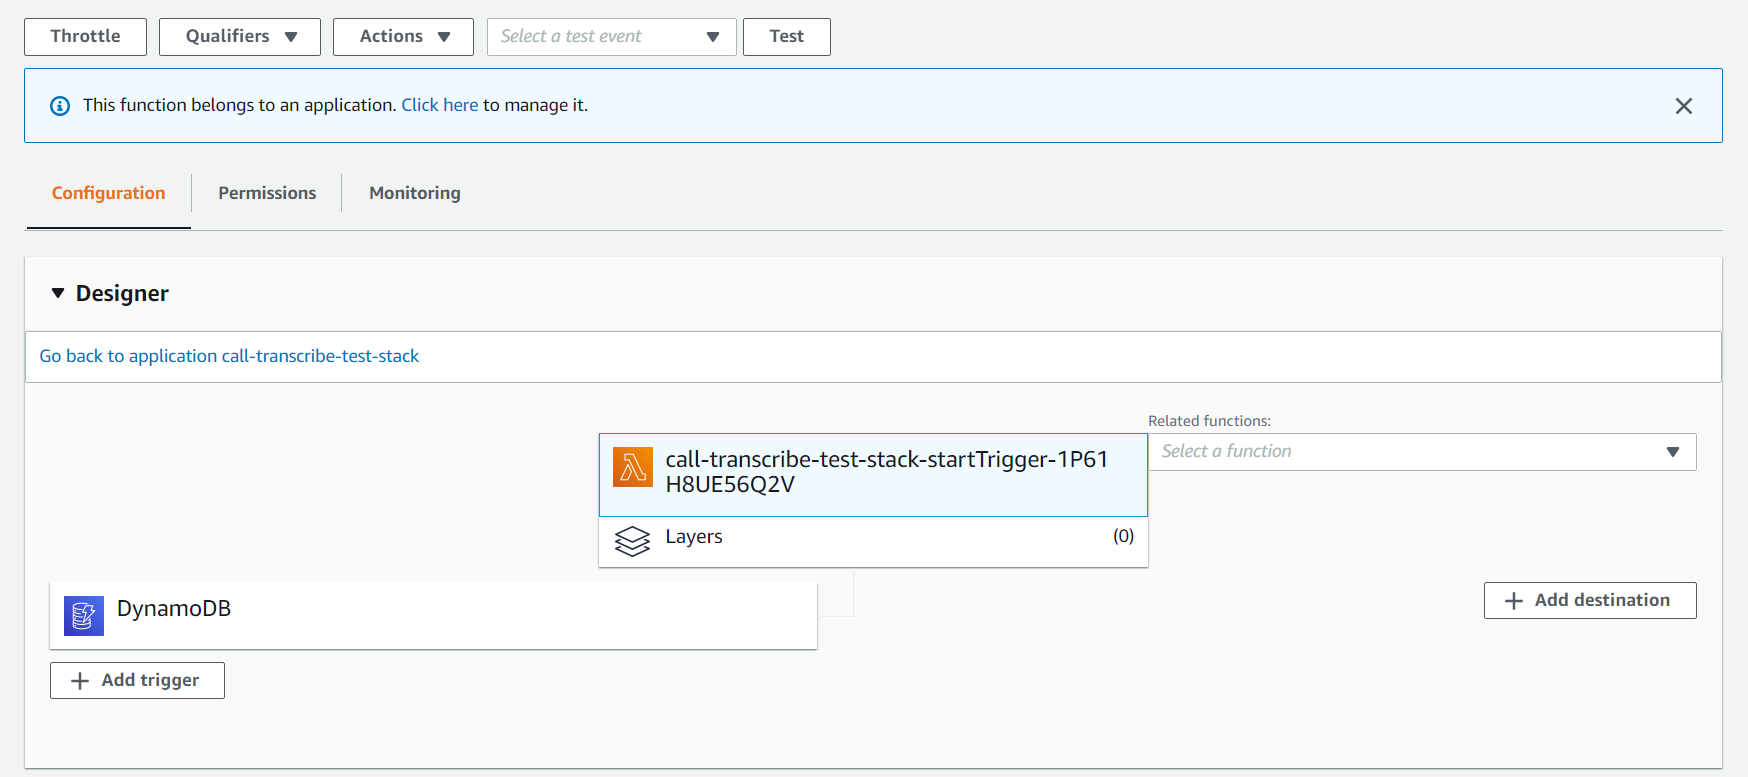 Throttle
Qualifiers
Actions
Select a test event
Test
This function belongs to an application. Click here to manage it.
Configuration
Permissions
Monitoring
Designer
Go back to application call-transcribe-test-stack
Related functions:
Select a function
call-transcribe-test-stack-startTrigger-1P61
H8UE56Q2V
Layers
(0)
DynamoDB
Add destination
Add trigger